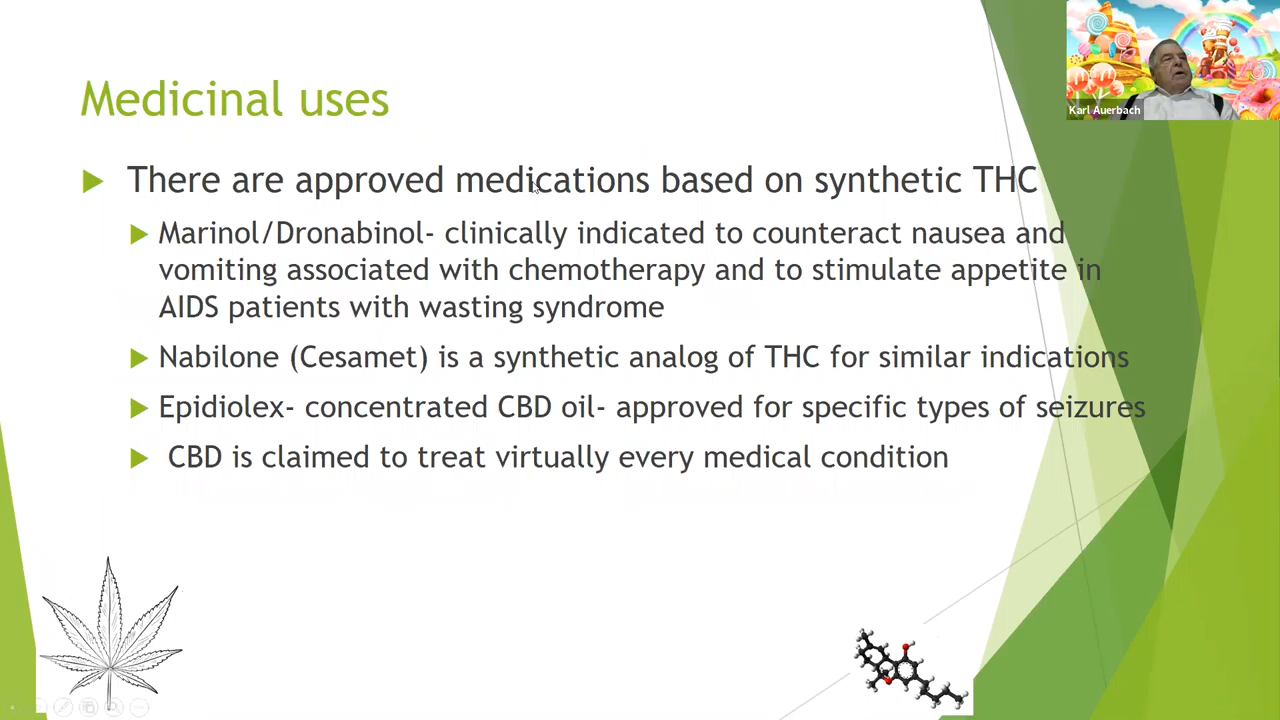 Karl Auerbach
Medicinal uses
There are approved medications based on synthetic THC
Marinol/Dronabinol- clinically indicated to counteract nausea and
vomiting associated with chemotherapy and to stimulate appetite in
AIDS patients with wasting syndrome
Nabilone (Cesamet) is a synthetic analog of THC for similar indications
Epidiolex- concentrated CBD oil- approved for specific types of seizures
CBD is claimed to treat virtually every medical condition